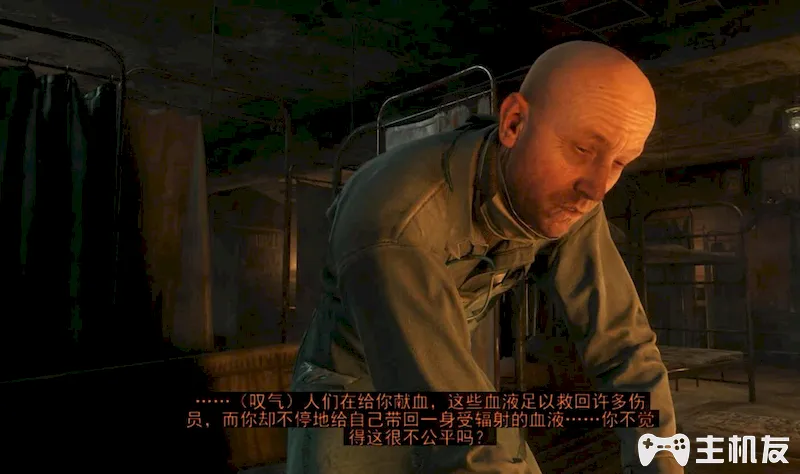 ……（叹气）人们在给你献血，这些血液足以救回许多伤
员，而你却不停地给自己带回一身受辐射的血液……你不觉
得这很不公平吗？
主机友